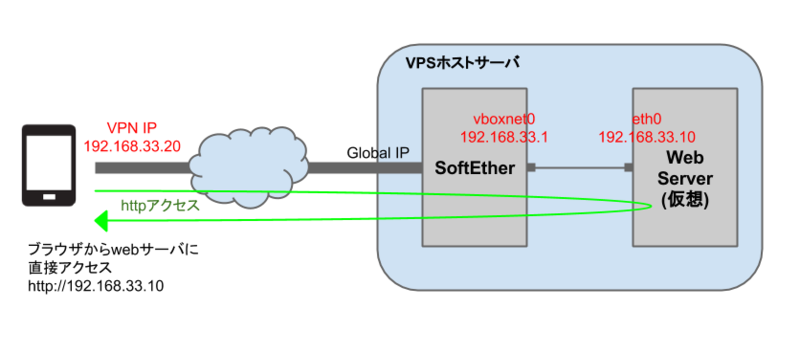 VPSホストサーバ
VPN IP
192.168.33.20
Global IP
vboxnet0
192.168.33.1
eth0
192.168.33.10
SoftEther
Web
Server
(仮想)
httpアクセス
ブラウザからwebサーバに
直接アクセス
http://192.168.33.10